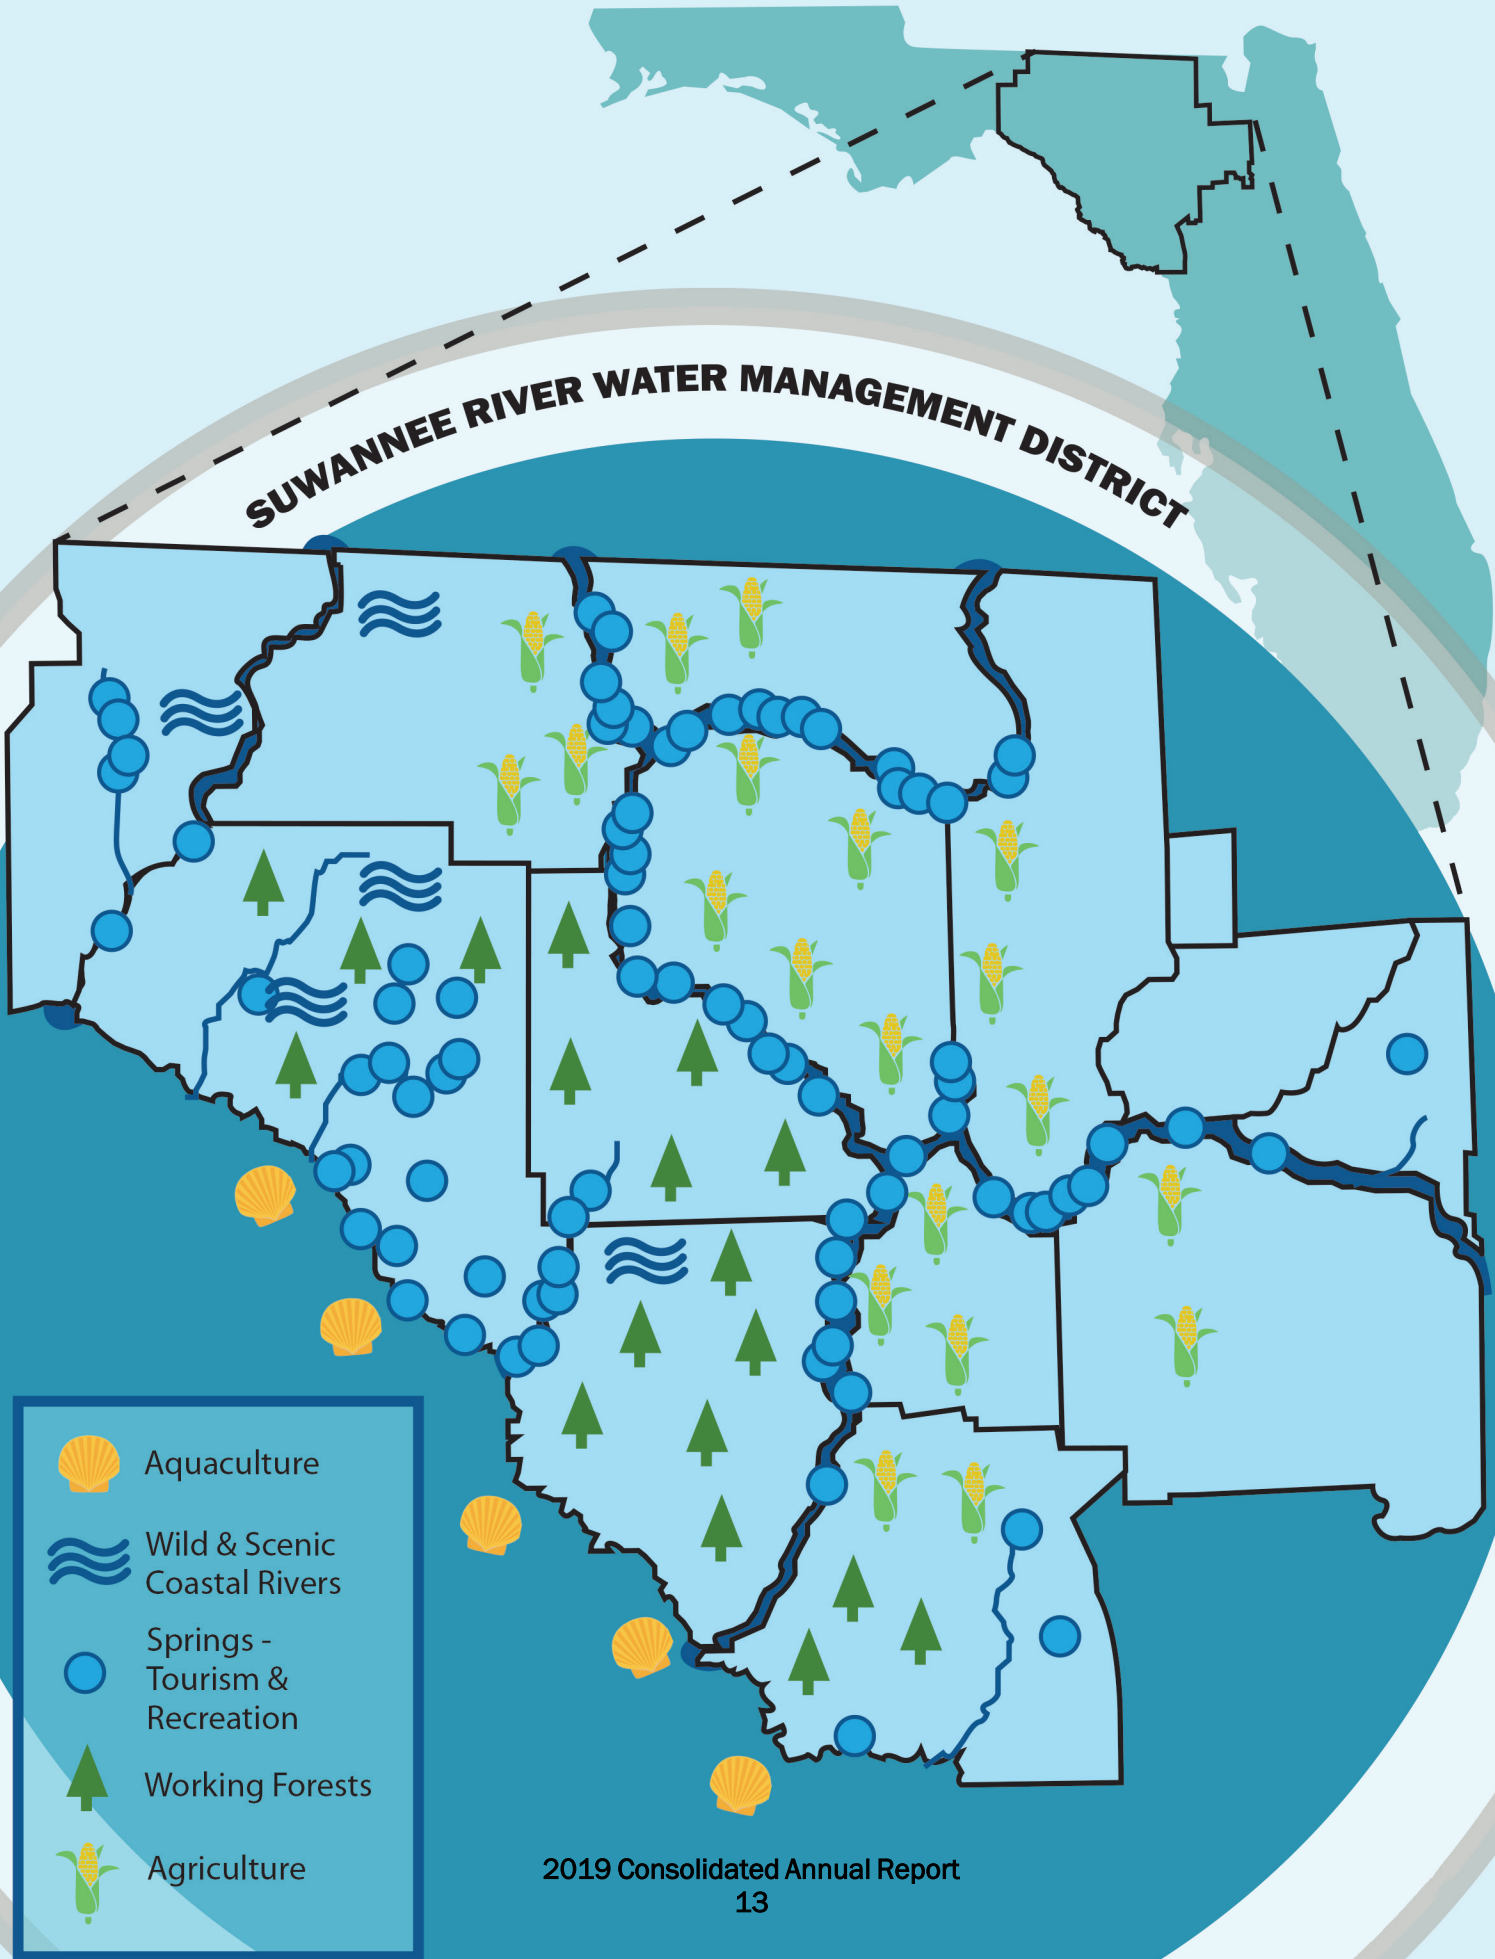 SUWANNEE RIVER WATER MANAGEMENT DISTRICT
Aquaculture
Wild & Scenic
Coastal Rivers
Springs -
Tourism &
Recreation
Working Forests
Agriculture
2019 Consolidated Annual Report
13